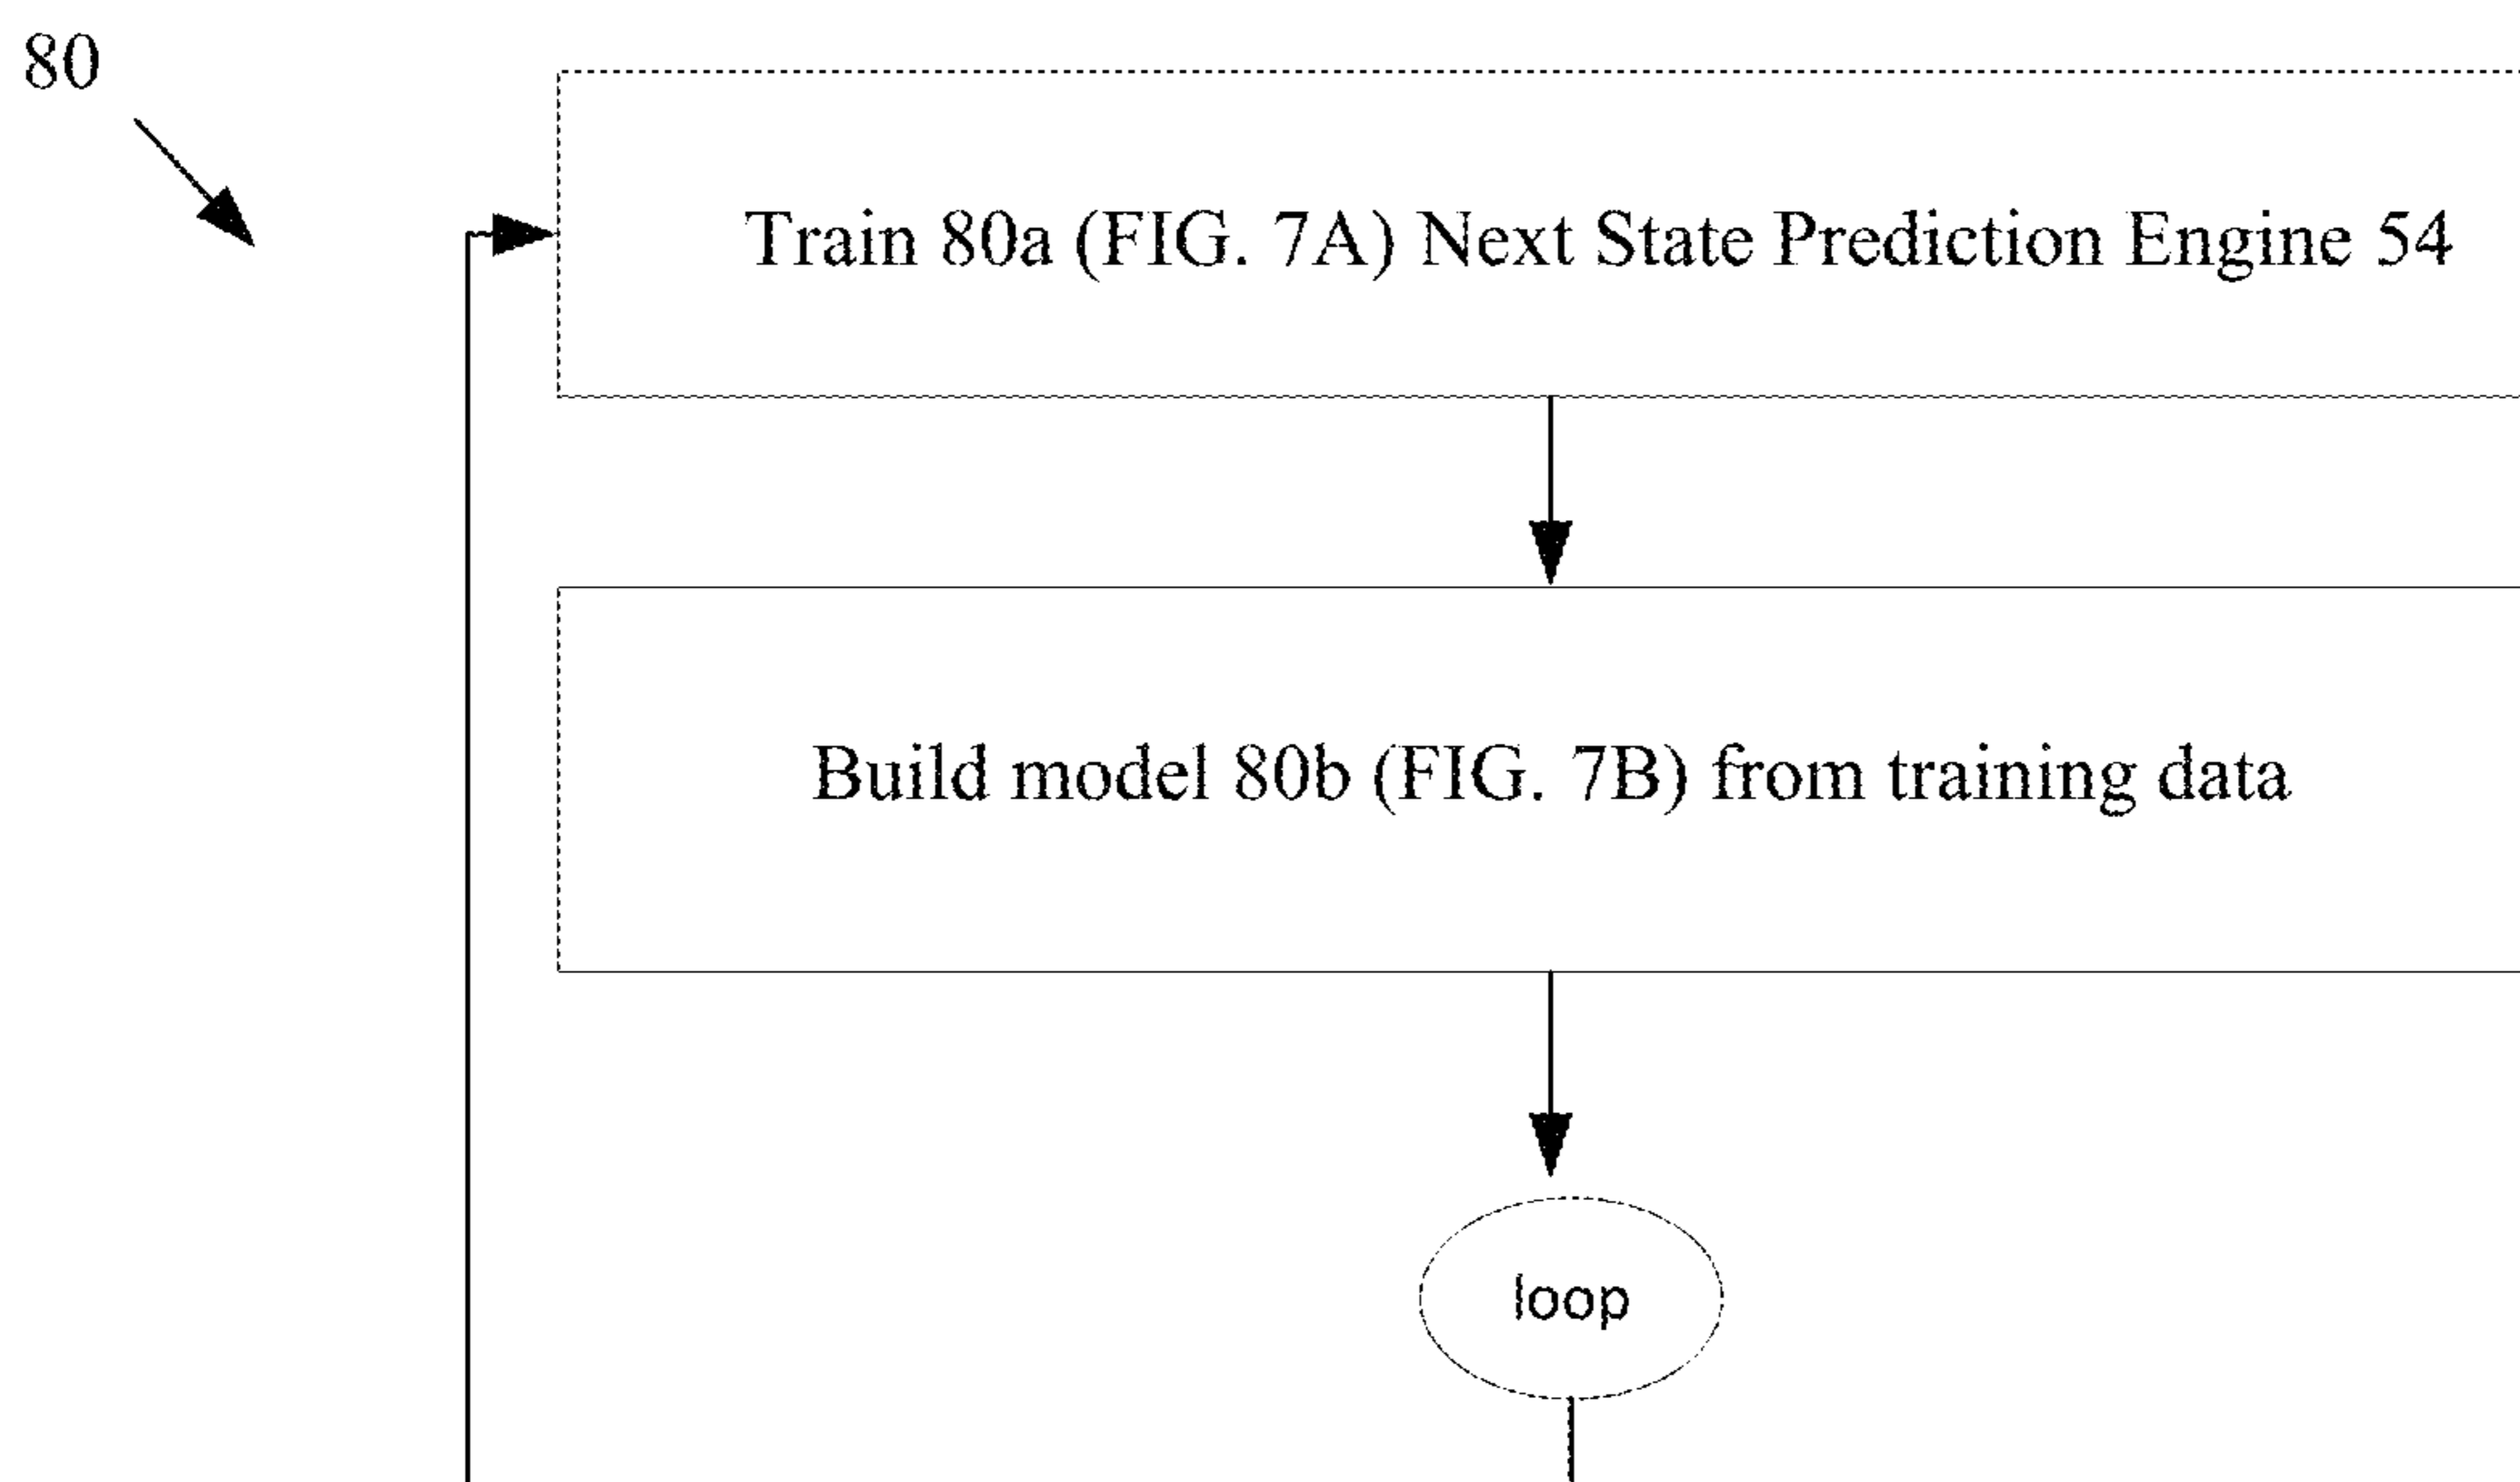 80
Train 80a (FIG. 7A) Next State Prediction Engine 54
Build model 80b (FIG. 7B) from training data
loop